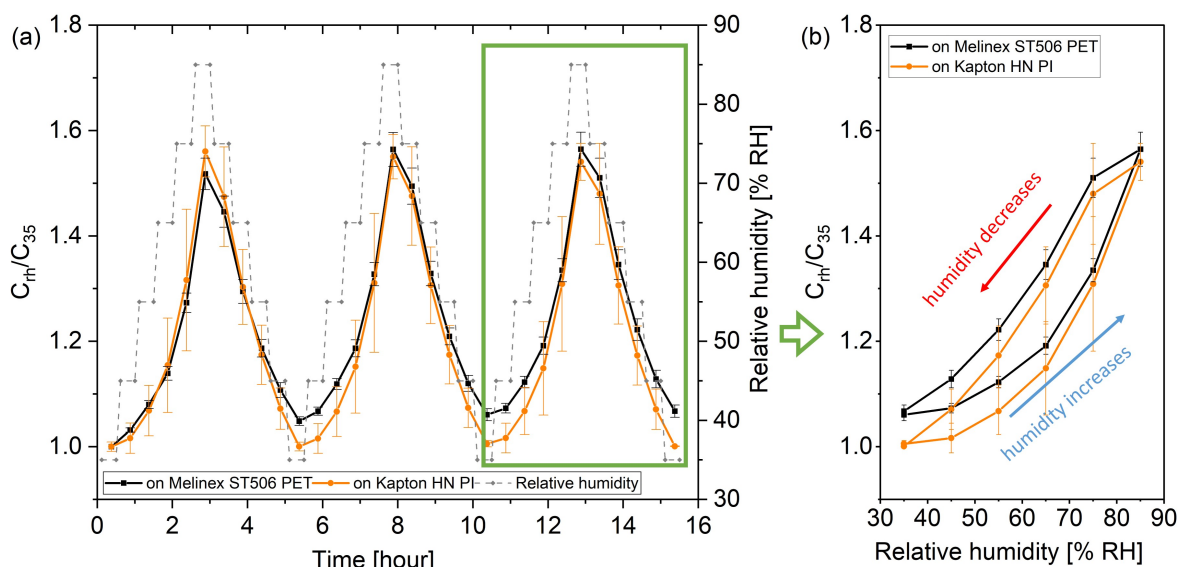 (a)
C_rh/C_35
1.8
1.6
1.4
1.2
1.0
90
80
70
60
50
40
30
Relative humidity [% RH]
on Melinex ST506 PET on Kapton HN PI Relative humidity
0 2 4 6 8 10 12 14 16
Time [hour]
(b)
C_rh/C_35
1.8
1.6
1.4
1.2
1.0
on Melinex ST506 PET
on Kapton HN PI
humidity decreases
humidity increases
30 40 50 60 70 80 90
Relative humidity [% RH]